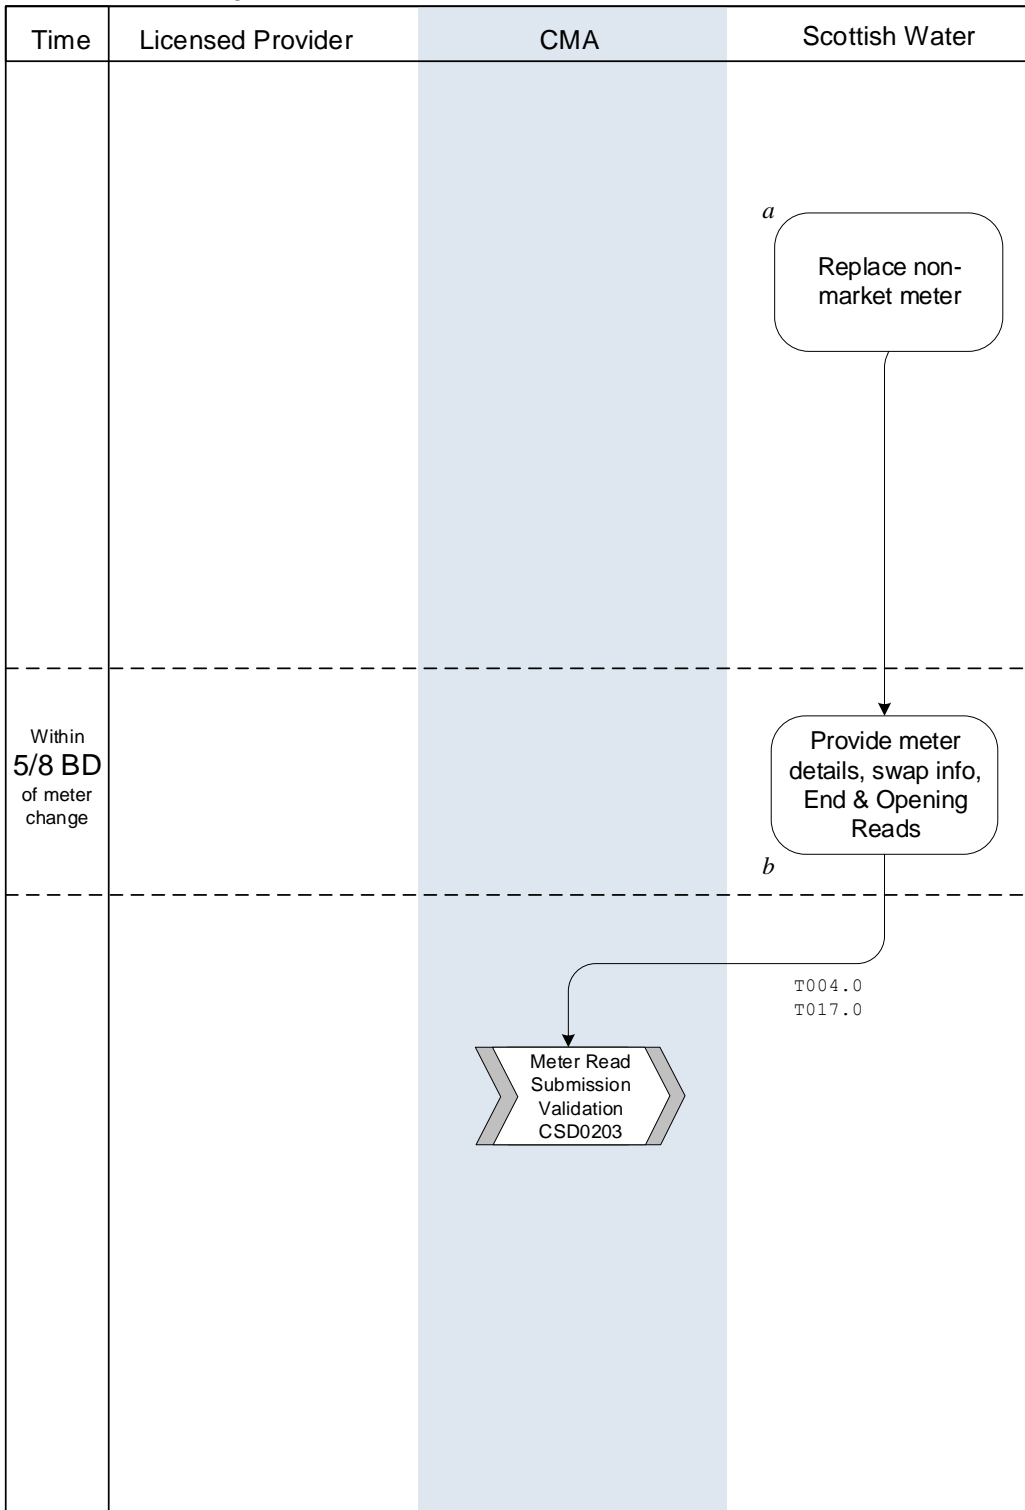 Time
Licensed Provider
CMA
Scottish Water
a
Replace non-
market meter
Within
5/8 BD
of meter
change
Provide meter
details, swap info,
End & Opening
Reads
b
T004.0
T017.0
Meter Read
Submission
Validation
CSD0203